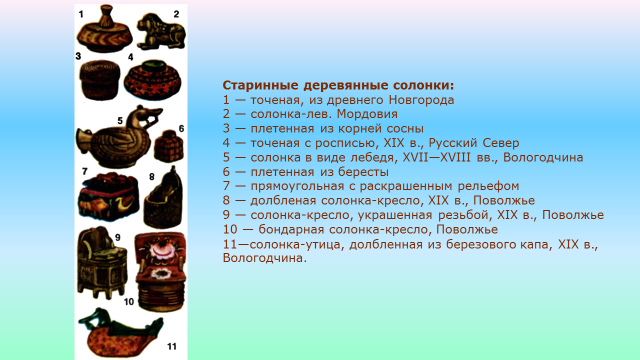 1
2
3
4
5
6
7
8
9
10
11
Старинные деревянные солонки:
1 — точеная, из древнего Новгорода
2 — солонка-лев. Мордовия
3 — плетенная из корней сосны
4 — точеная с росписью, XIX в., Русский Север
5 — солонка в виде лебедя, XVII—XVIII вв., Вологодчина
6 — плетенная из бересты
7 — прямоугольная с раскрашенным рельефом
8 — долбленая солонка-кресло, XIX в., Поволжье
9 — солонка-кресло, украшенная резьбой, XIX в., Поволжье
10 — бондарная солонка-кресло, Поволжье
11—солонка-утица, долбленная из березового капа, XIX в.,
Вологодчина.